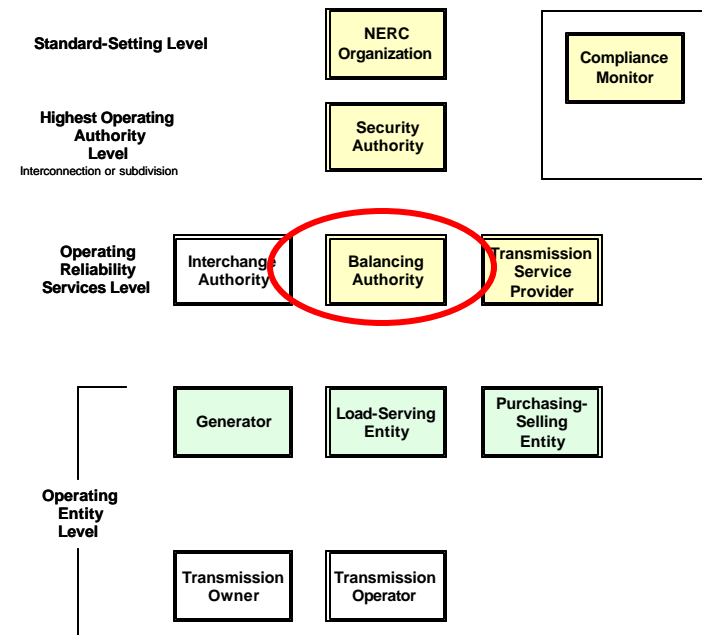 Standard-Setting Level
NERC
Organization
Compliance
Monitor
Highest Operating
Authority
Level
Interconnection or subdivision
Security
Authority
Operating
Reliability
Services Level
Interchange
Authority
Balancing
Authority
Transmission
Service
Provider
Generator
Load-Serving
Entity
Purchasing-
Selling
Entity
Operating
Entity
Level
Transmission
Owner
Transmission
Operator